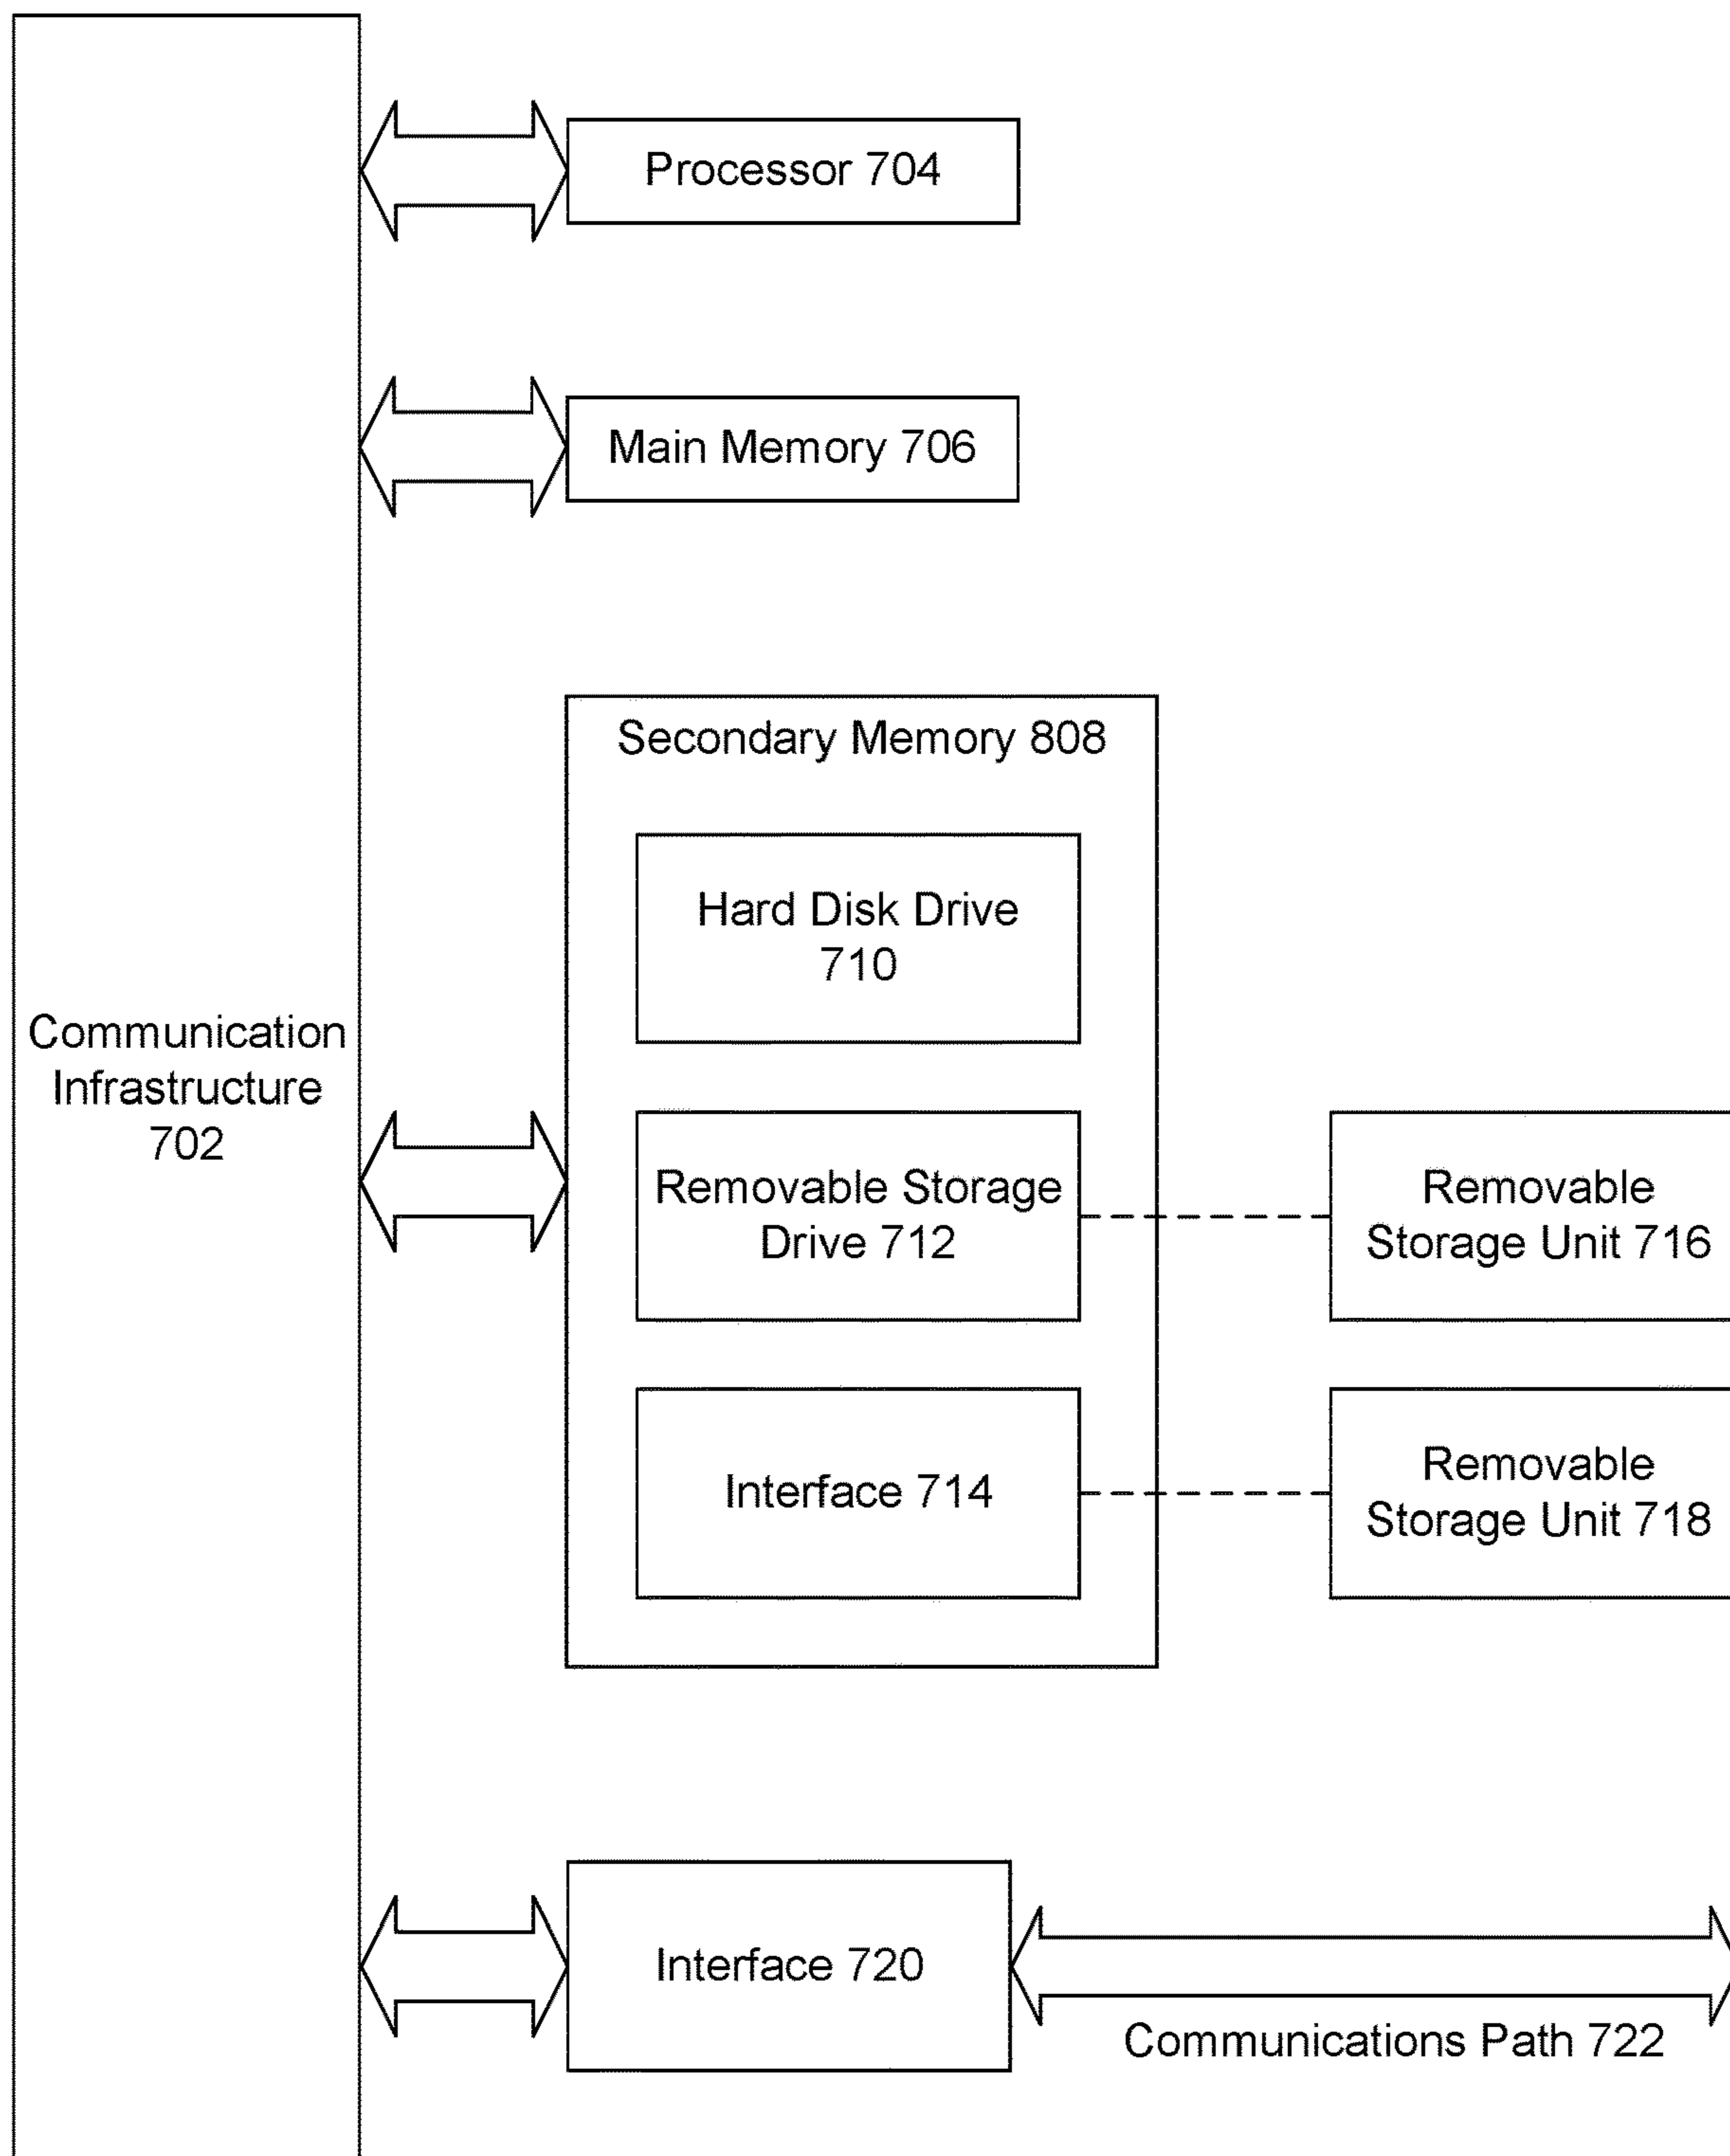 Processor 704
Main Memory 706
Secondary Memory 808
Hard Disk Drive
710
Communication
Infrastructure
702
Removable Storage
Drive 712
Removable
Storage Unit 716
Interface 714
Removable
Storage Unit 718
Interface 720
Communications Path 722